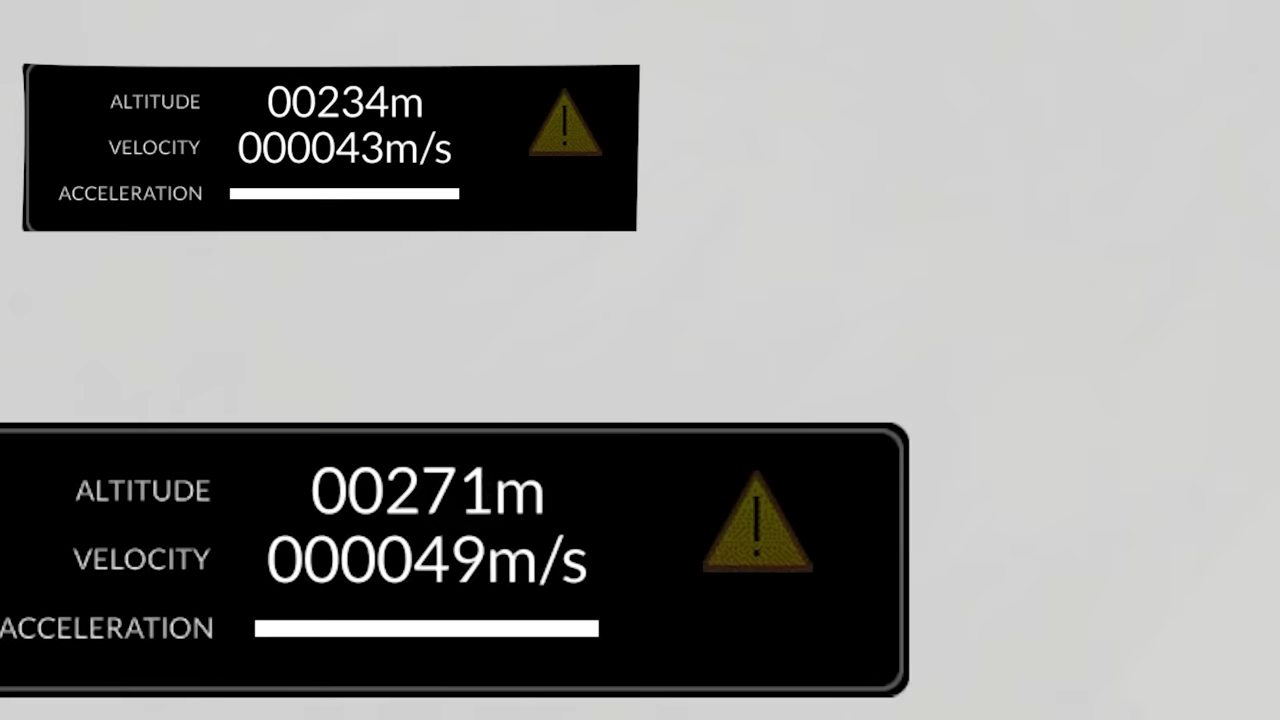 ALTITUDE 00234m
VELOCITY 000043m/s
ACCELERATION
ALTITUDE 00271m
VELOCITY 000049m/s
ACCELERATION